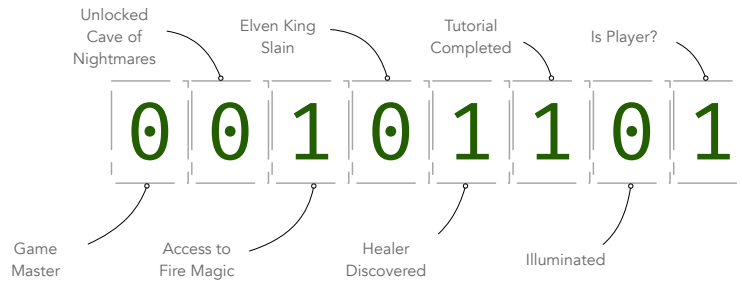 Unlocked
Cave of
Nightmares
Elven King
Slain
Tutorial
Completed
Is Player?
0 0 1 0 1 1 0 1
Game
Master
Access to
Fire Magic
Healer
Discovered
Illuminated